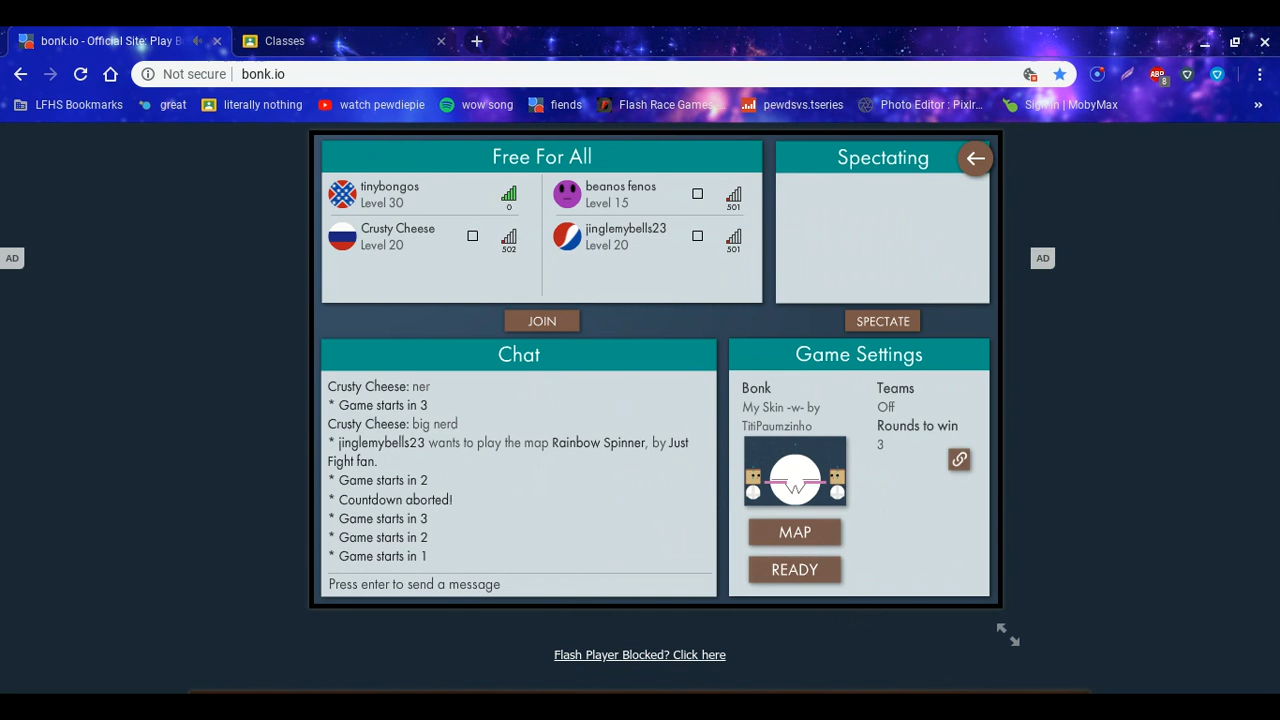 bonk.io - Official Site: Play B
Classes
Not secure
bonk.io
8
LFHS Bookmarks
great
literally nothing
watch pewdiepie
wow song
fiends
Flash Race Games
pewdsvs.tseries
Photo Editor : Pixlr...
Sign In | MobyMax
»
Free For All
Spectating
tinybongos
Level 30
0
beanos fenos
Level 15
501
Crusty Cheese
Level 20
502
jinglemybells23
Level 20
501
AD
AD
JOIN
SPECTATE
Chat
Crusty Cheese: ner
* Game starts in 3
Crusty Cheese: big nerd
* jinglemybells23 wants to play the map Rainbow Spinner, by Just
Fight fan.
* Game starts in 2
* Countdown aborted!
* Game starts in 3
* Game starts in 2
* Game starts in 1
Press enter to send a message
Game Settings
Bonk
My Skin -w- by
TitiPaumzinho
Teams
Off
Rounds to win
3
MAP
READY
Flash Player Blocked? Click here